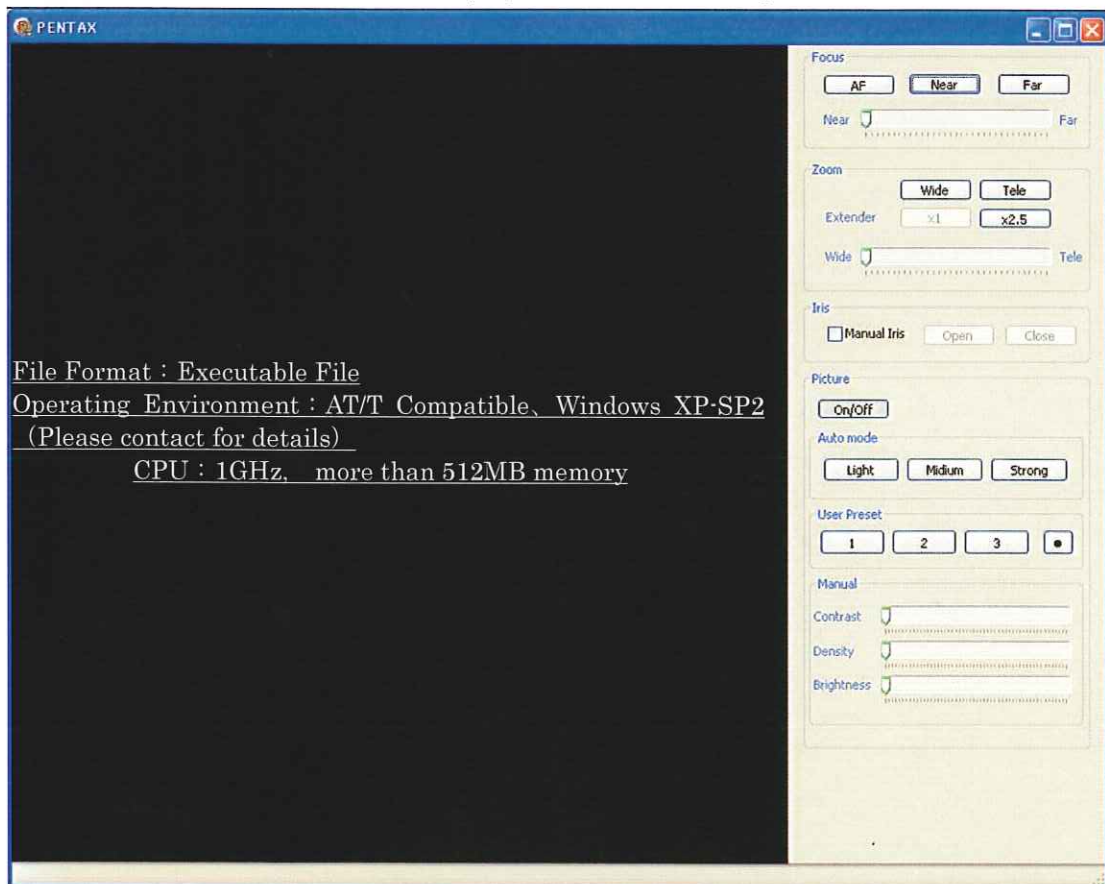 PENTAX
Focus
AF Near Far
Near Far
Zoom
Wide Tele
Extender x1 x2.5
Wide Tele
Iris
Manual Iris Open Close
Picture
On/Off
Auto mode
Light Midium Strong
User Preset
1 2 3 ●
Manual
Contrast
Density
Brightness
File Format：Executable File
Operating Environment：AT/T Compatible、Windows XP-SP2
（Please contact for details）
CPU：1GHz, more than 512MB memory